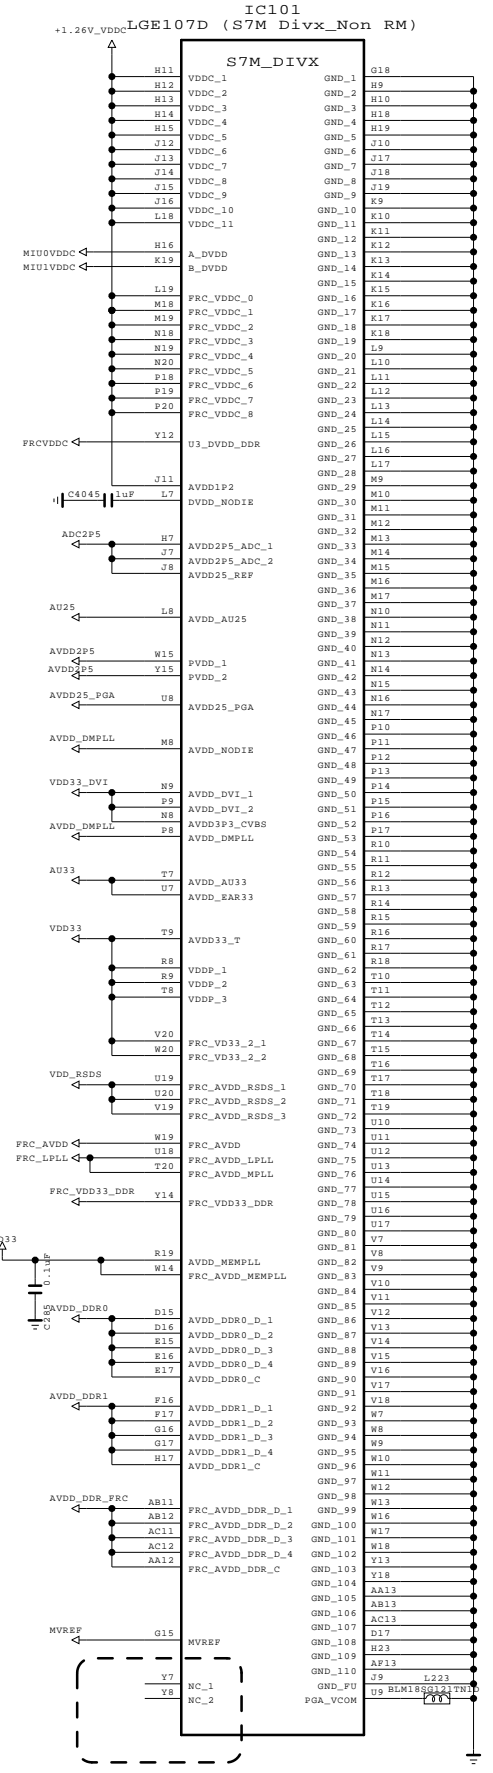 IC101
LGE107D (S7M Divx_Non RM)
+1.26V_VDDC
S7M_DIVX
H11 VDDC_1
H12 VDDC_2
H13 VDDC_3
H14 VDDC_4
H15 VDDC_5
J12 VDDC_6
J13 VDDC_7
J14 VDDC_8
J15 VDDC_9
J16 VDDC_10
L18 VDDC_11
MIU0VDDC H16 A_DVDD
MIU1VDDC K19 B_DVDD
L19 FRC_VDDC_0
M18 FRC_VDDC_1
M19 FRC_VDDC_2
N18 FRC_VDDC_3
N19 FRC_VDDC_4
N20 FRC_VDDC_5
P18 FRC_VDDC_6
P19 FRC_VDDC_7
P20 FRC_VDDC_8
FRCVDDC Y12 U3_DVDD_DDR
J11 AVDD1P2
C4045 1uF L7 DVDD_NODIE
ADC2P5 H7 AVDD2P5_ADC_1
J7 AVDD2P5_ADC_2
J8 AVDD25_REF
AU25 L8 AVDD_AU25
AVDD2P5 W15 PVDD_1
AVDD2P5 Y15 PVDD_2
AVDD25_PGA U8 AVDD25_PGA
AVDD_DMPLL M8 AVDD_NODIE
VDD33_DVI N9 AVDD_DVI_1
P9 AVDD_DVI_2
N8 AVDD3P3_CVBS
AVDD_DMPLL P8 AVDD_DMPLL
AU33 T7 AVDD_AU33
U7 AVDD_EAR33
VDD33 T9 AVDD33_T
R8 VDDP_1
R9 VDDP_2
T8 VDDP_3
V20 FRC_VD33_2_1
W20 FRC_VD33_2_2
VDD_RSDS U19 FRC_AVDD_RSDS_1
U20 FRC_AVDD_RSDS_2
V19 FRC_AVDD_RSDS_3
FRC_AVDD W19 FRC_AVDD
FRC_LPLL U18 FRC_AVDD_LPLL
T20 FRC_AVDD_MPLL
FRC_VDD33_DDR Y14 FRC_VDD33_DDR
R19 AVDD_MEMPLL
W14 FRC_AVDD_MEMPLL
0.1uF
C285
AVDD_DDR0 D15 AVDD_DDR0_D_1
D16 AVDD_DDR0_D_2
E15 AVDD_DDR0_D_3
E16 AVDD_DDR0_D_4
E17 AVDD_DDR0_C
AVDD_DDR1 F16 AVDD_DDR1_D_1
F17 AVDD_DDR1_D_2
G16 AVDD_DDR1_D_3
G17 AVDD_DDR1_D_4
H17 AVDD_DDR1_C
AVDD_DDR_FRC AB11 FRC_AVDD_DDR_D_1
AB12 FRC_AVDD_DDR_D_2
AC11 FRC_AVDD_DDR_D_3
AC12 FRC_AVDD_DDR_D_4
AA12 FRC_AVDD_DDR_C
MVREF G15 MVREF
Y7 NC_1
Y8 NC_2
GND_1 G18
GND_2 H9
GND_3 H10
GND_4 H18
GND_5 H19
GND_6 J10
GND_7 J17
GND_8 J18
GND_9 J19
GND_10 K9
GND_11 K10
GND_12 K11
GND_13 K12
GND_14 K13
GND_15 K14
GND_16 K15
GND_17 K16
GND_18 K17
GND_19 K18
GND_20 L9
GND_21 L10
GND_22 L11
GND_23 L12
GND_24 L13
GND_25 L14
GND_26 L15
GND_27 L16
GND_28 L17
GND_29 M9
GND_30 M10
GND_31 M11
GND_32 M12
GND_33 M13
GND_34 M14
GND_35 M15
GND_36 M16
GND_37 M17
GND_38 N10
GND_39 N11
GND_40 N12
GND_41 N13
GND_42 N14
GND_43 N15
GND_44 N16
GND_45 N17
GND_46 P10
GND_47 P11
GND_48 P12
GND_49 P13
GND_50 P14
GND_51 P15
GND_52 P16
GND_53 P17
GND_54 R10
GND_55 R11
GND_56 R12
GND_57 R13
GND_58 R14
GND_59 R15
GND_60 R16
GND_61 R17
GND_62 R18
GND_63 T10
GND_64 T11
GND_65 T12
GND_66 T13
GND_67 T14
GND_68 T15
GND_69 T16
GND_70 T17
GND_71 T18
GND_72 T19
GND_73 U10
GND_74 U11
GND_75 U12
GND_76 U13
GND_77 U14
GND_78 U15
GND_79 U16
GND_80 U17
GND_81 V7
GND_82 V8
GND_83 V9
GND_84 V10
GND_85 V11
GND_86 V12
GND_87 V13
GND_88 V14
GND_89 V15
GND_90 V16
GND_91 V17
GND_92 V18
GND_93 W7
GND_94 W8
GND_95 W9
GND_96 W10
GND_97 W11
GND_98 W12
GND_99 W13
GND_100 W16
GND_101 W17
GND_102 W18
GND_103 Y13
GND_104 Y18
GND_105 AA13
GND_106 AB13
GND_107 AC13
GND_108 D17
GND_109 H23
GND_110 AF13
GND_FU J9
PGA_VCOM U9
L223
BLM18SG121TN1D